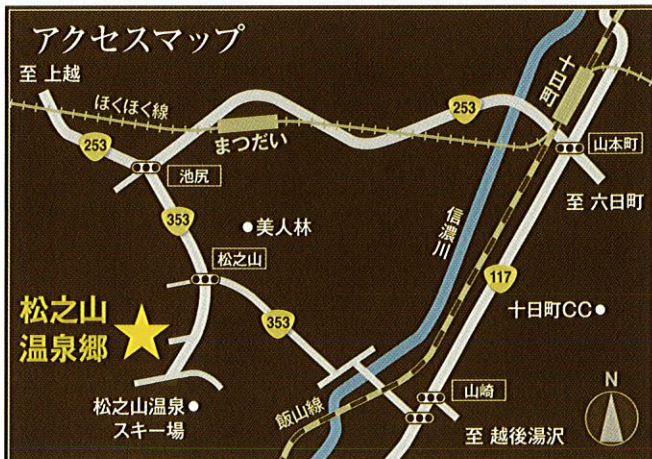 アクセスマップ
至 上越
ほくほく線
まつだい
十日町
253
253
山本町
池尻
至 六日町
353
美人林
信濃川
松之山
117
松之山
温泉郷
353
十日町CC
松之山温泉
スキー場
飯山線
山崎
至 越後湯沢
N